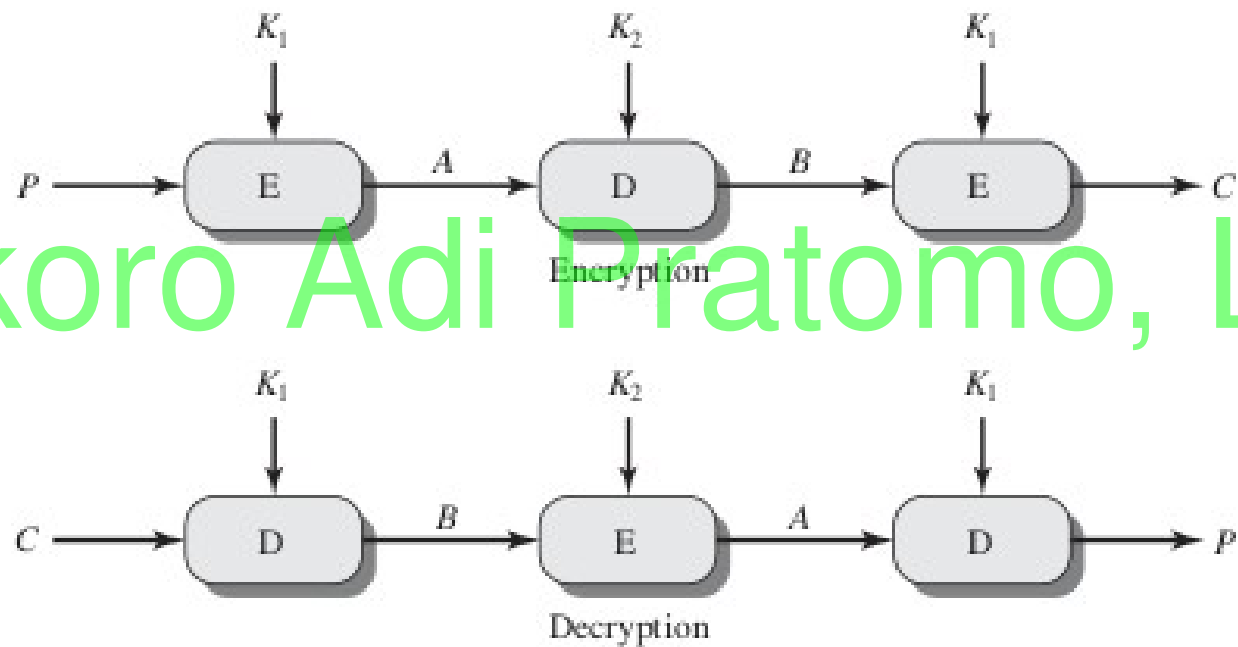 K₁ K₂ K₁
P E A D B E C
Encryption
koro Adi Pratomo,
K₁ K₂ K₁
C D B E A D P
Decryption